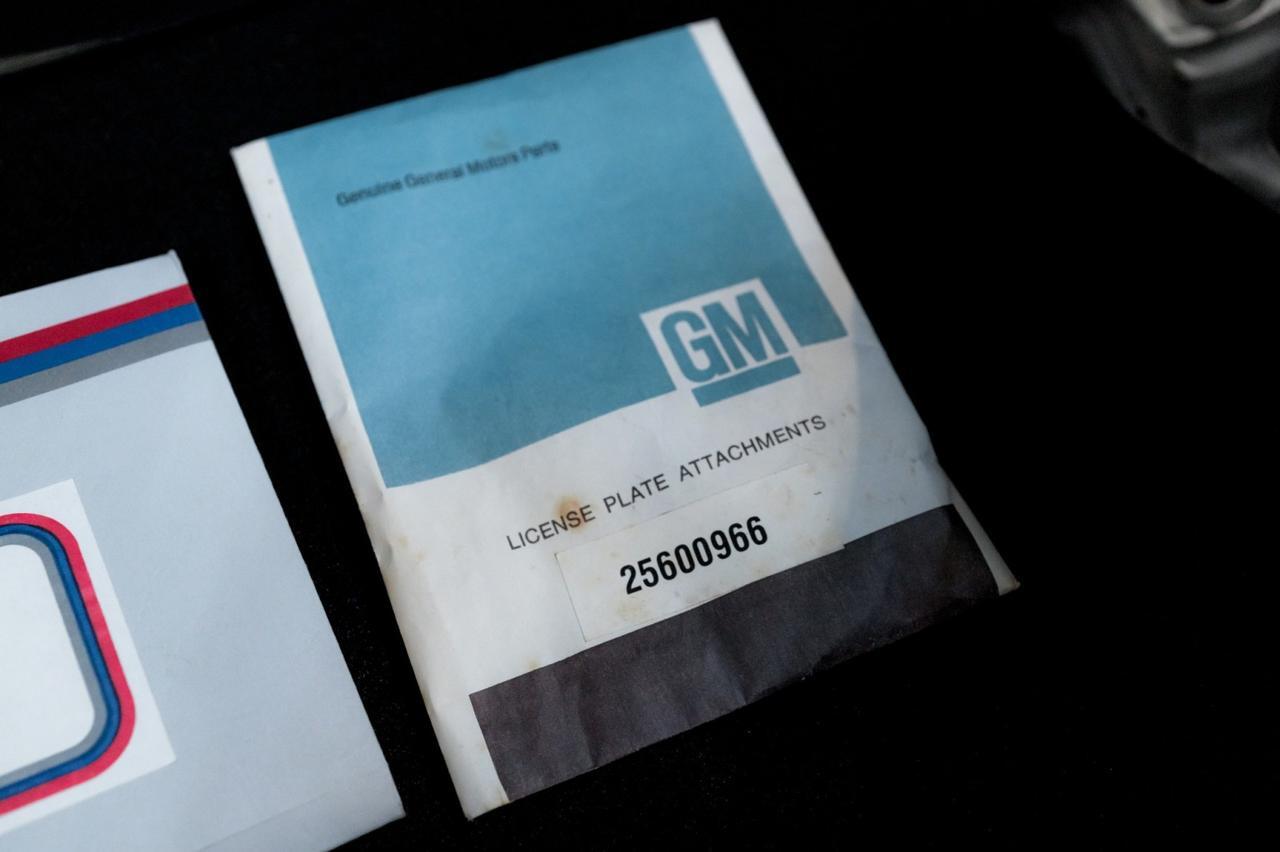 Genuine General Motors Parts
GM
LICENSE PLATE ATTACHMENTS
25600966